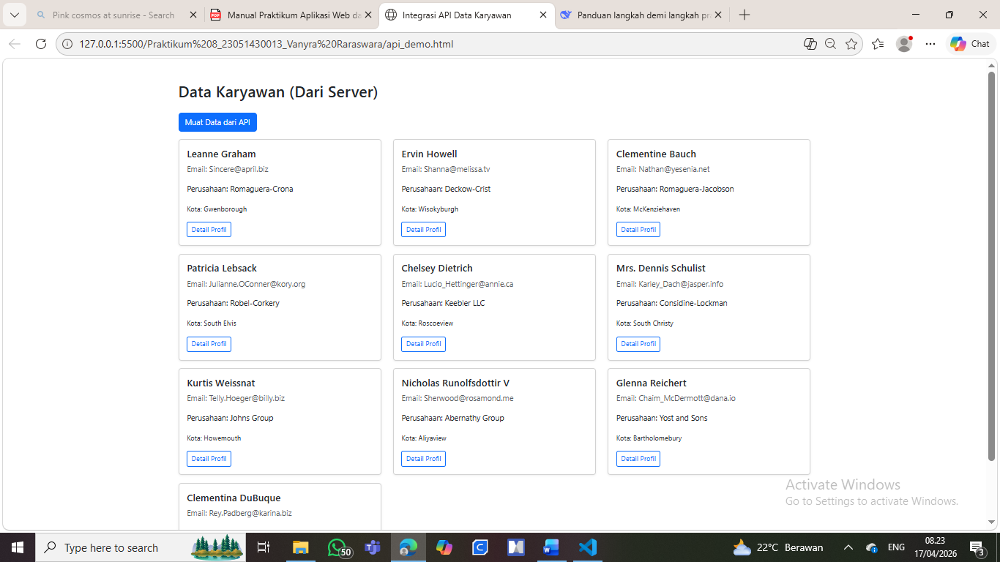 Pink cosmos at sunrise - Search
Manual Praktikum Aplikasi Web da
Integrasi API Data Karyawan
Panduan langkah demi langkah pr
127.0.0.1:5500/Praktikum%208_23051430013_Vanyra%20Raraswara/api_demo.html
Chat
Data Karyawan (Dari Server)
Muat Data dari API
Leanne Graham
Email: Sincere@april.biz
Perusahaan: Romaguera-Crona
Kota: Gwenborough
Detail Profil
Ervin Howell
Email: Shanna@melissa.tv
Perusahaan: Deckow-Crist
Kota: Wisokyburgh
Detail Profil
Clementine Bauch
Email: Nathan@yesenia.net
Perusahaan: Romaguera-Jacobson
Kota: McKenziehaven
Detail Profil
Patricia Lebsack
Email: Julianne.OConner@kory.org
Perusahaan: Robel-Corkery
Kota: South Elvis
Detail Profil
Chelsey Dietrich
Email: Lucio_Hettinger@annie.ca
Perusahaan: Keebler LLC
Kota: Roscoeview
Detail Profil
Mrs. Dennis Schulist
Email: Karley_Dach@jasper.info
Perusahaan: Considine-Lockman
Kota: South Christy
Detail Profil
Kurtis Weissnat
Email: Telly.Hoeger@billy.biz
Perusahaan: Johns Group
Kota: Howemouth
Detail Profil
Nicholas Runolfsdottir V
Email: Sherwood@rosamond.me
Perusahaan: Abernathy Group
Kota: Aliyaview
Detail Profil
Glenna Reichert
Email: Chaim_McDermott@dana.io
Perusahaan: Yost and Sons
Kota: Bartholomebury
Detail Profil
Clementina DuBuque
Email: Rey.Padberg@karina.biz
Activate Windows
Go to Settings to activate Windows.
Type here to search
50
22°C Berawan
ENG
08.23
17/04/2026
3